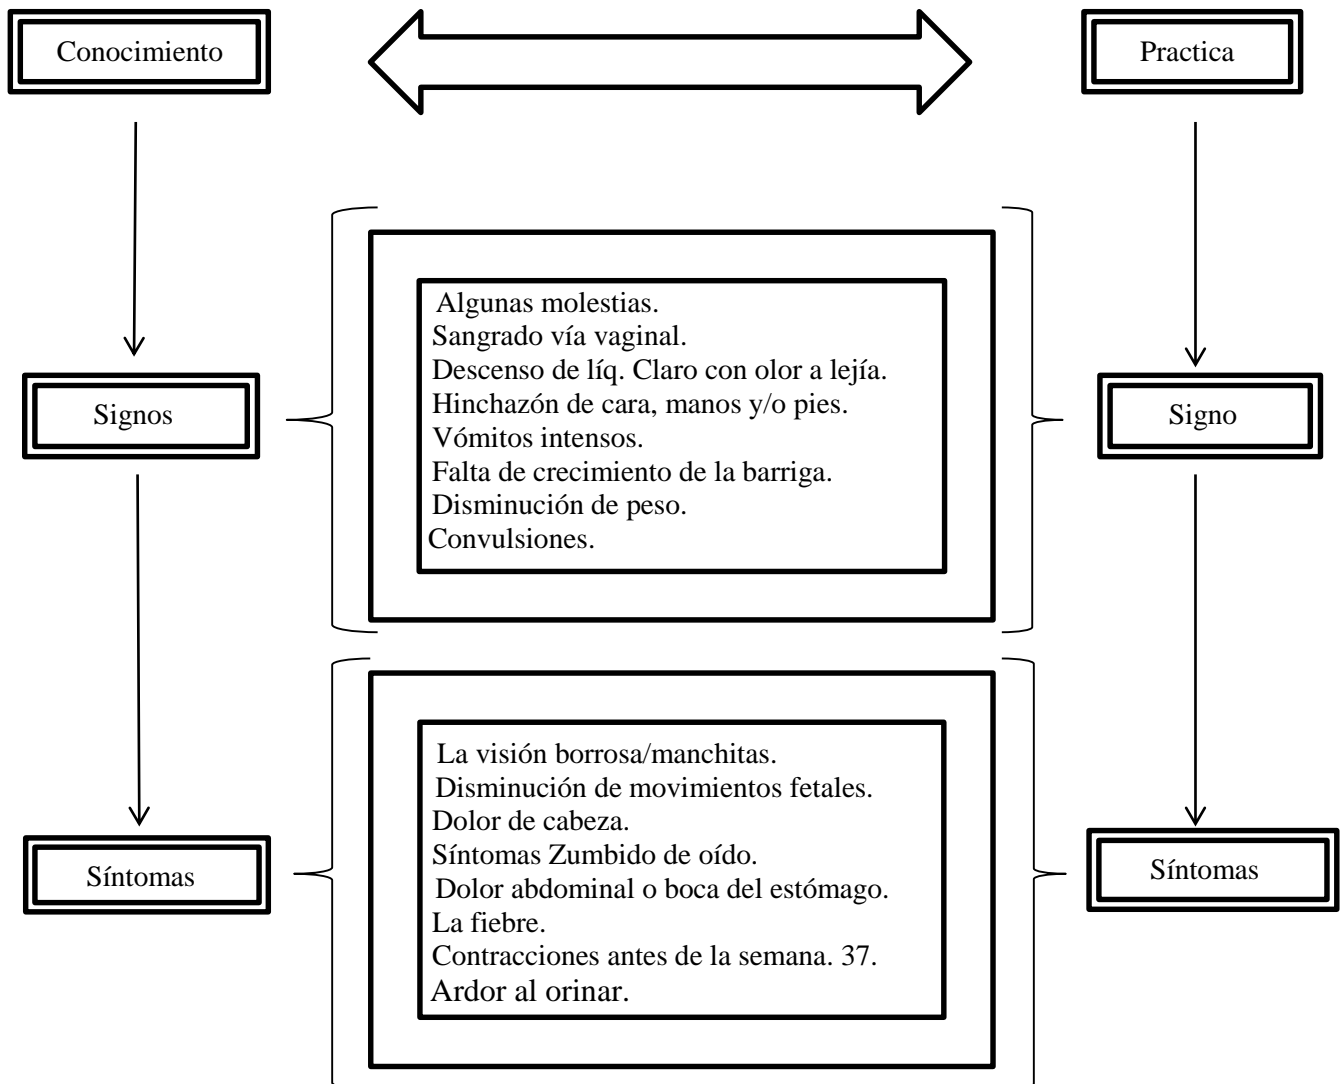 Conocimiento
Practica
Algunas molestias.
Sangrado vía vaginal.
Descenso de líq. Claro con olor a lejía.
Hinchazón de cara, manos y/o pies.
Vómitos intensos.
Falta de crecimiento de la barriga.
Disminución de peso.
Convulsiones.
Signos
Signo
La visión borrosa/manchitas.
Disminución de movimientos fetales.
Dolor de cabeza.
Síntomas Zumbido de oído.
Dolor abdominal o boca del estómago.
La fiebre.
Contracciones antes de la semana. 37.
Ardor al orinar.
Síntomas
Síntomas